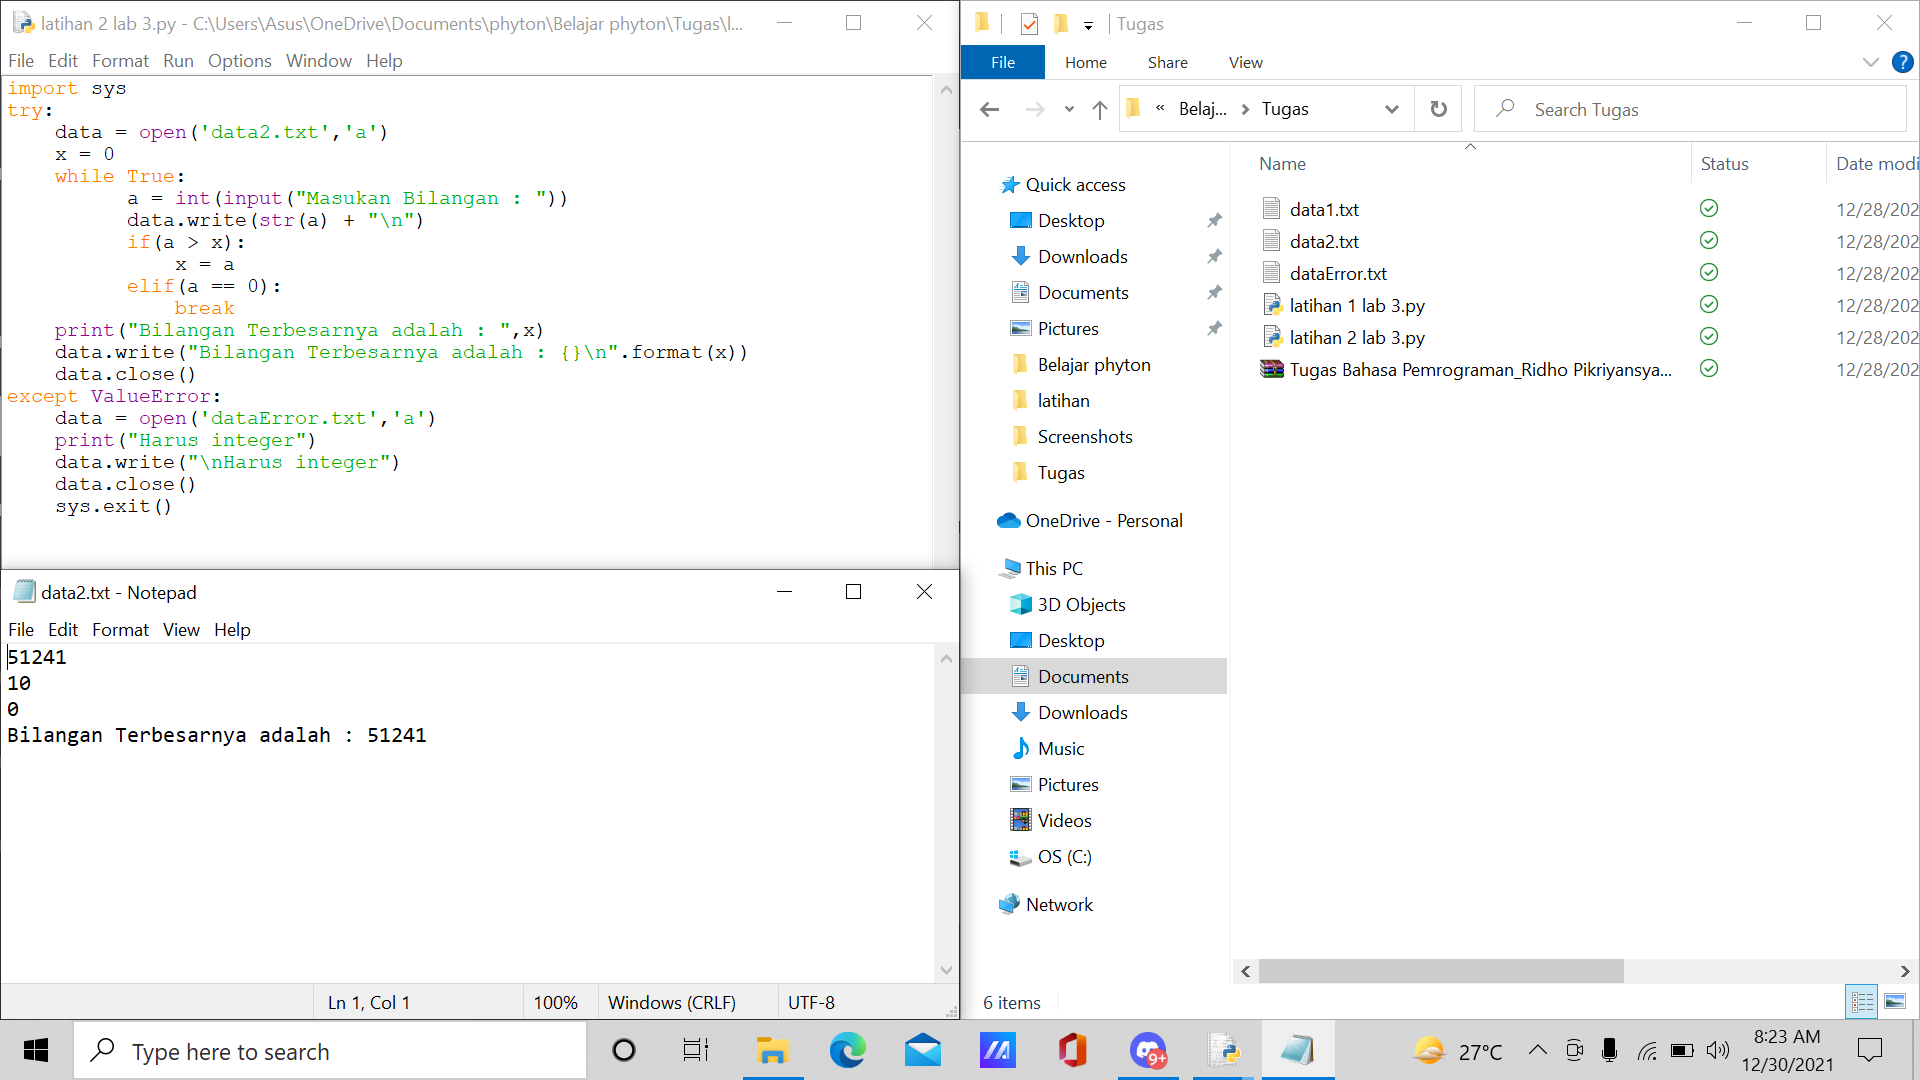 latihan 2 lab 3.py - C:\Users\Asus\OneDrive\Documents\phyton\Belajar phyton\Tugas\l...
File Edit Format Run Options Window Help
import sys
try:
    data = open('data2.txt','a')
    x = 0
    while True:
          a = int(input("Masukan Bilangan : "))
          data.write(str(a) + "\n")
          if(a > x):
              x = a
          elif(a == 0):
              break
    print("Bilangan Terbesarnya adalah : ",x)
    data.write("Bilangan Terbesarnya adalah : {}\n".format(x))
    data.close()
except ValueError:
    data = open('dataError.txt','a')
    print("Harus integer")
    data.write("\nHarus integer")
    data.close()
    sys.exit()
data2.txt - Notepad
File Edit Format View Help
51241
10
0
Bilangan Terbesarnya adalah : 51241
Ln 1, Col 1 100% Windows (CRLF) UTF-8
Tugas
File Home Share View
« Belaj... > Tugas Search Tugas
Quick access
Desktop
Downloads
Documents
Pictures
Belajar phyton
latihan
Screenshots
Tugas
OneDrive - Personal
This PC
3D Objects
Desktop
Documents
Downloads
Music
Pictures
Videos
OS (C:)
Network
Name Status Date modi
data1.txt 12/28/202
data2.txt 12/28/202
dataError.txt 12/28/202
latihan 1 lab 3.py 12/28/202
latihan 2 lab 3.py 12/28/202
Tugas Bahasa Pemrograman_Ridho Pikriyansya... 12/28/202
6 items
Type here to search
9+
27°C
8:23 AM
12/30/2021